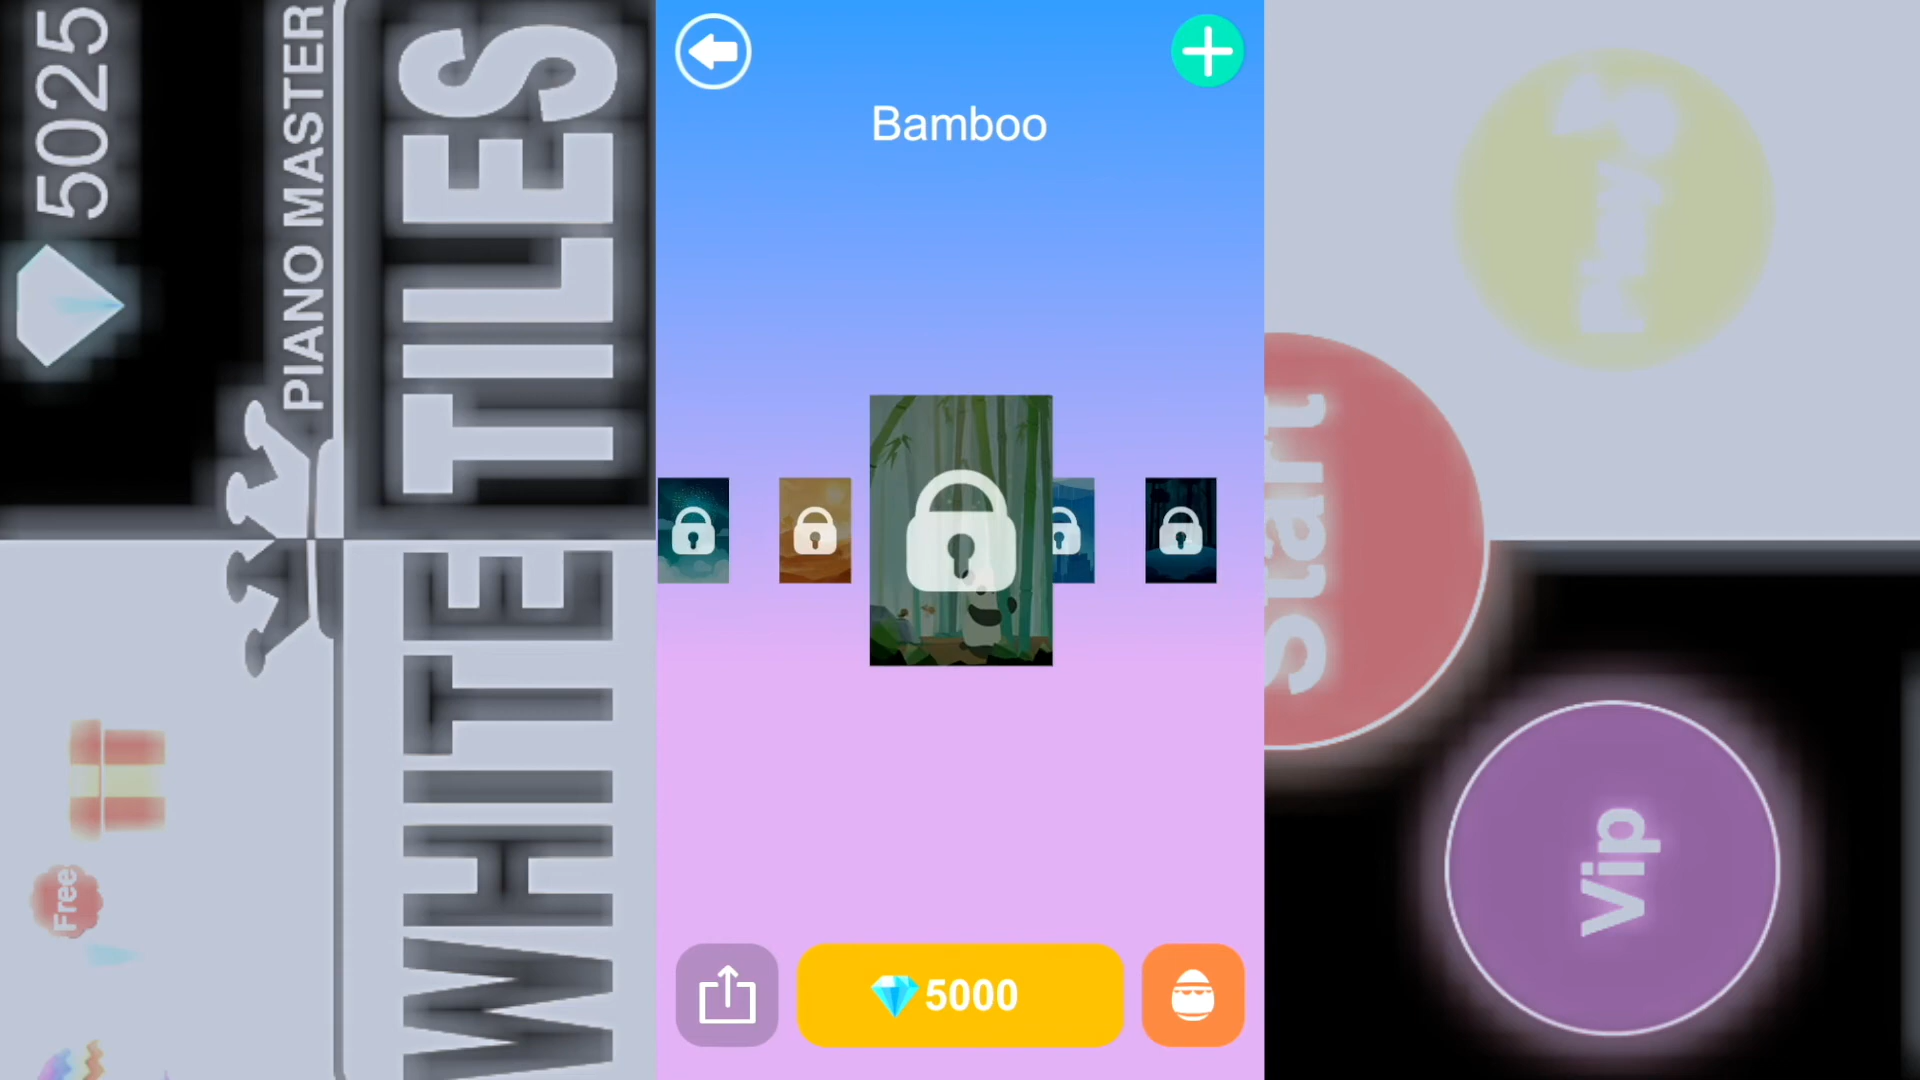 5025
PIANO MASTER
WHITE TILES
Free
Bamboo
5000
Start
Vip